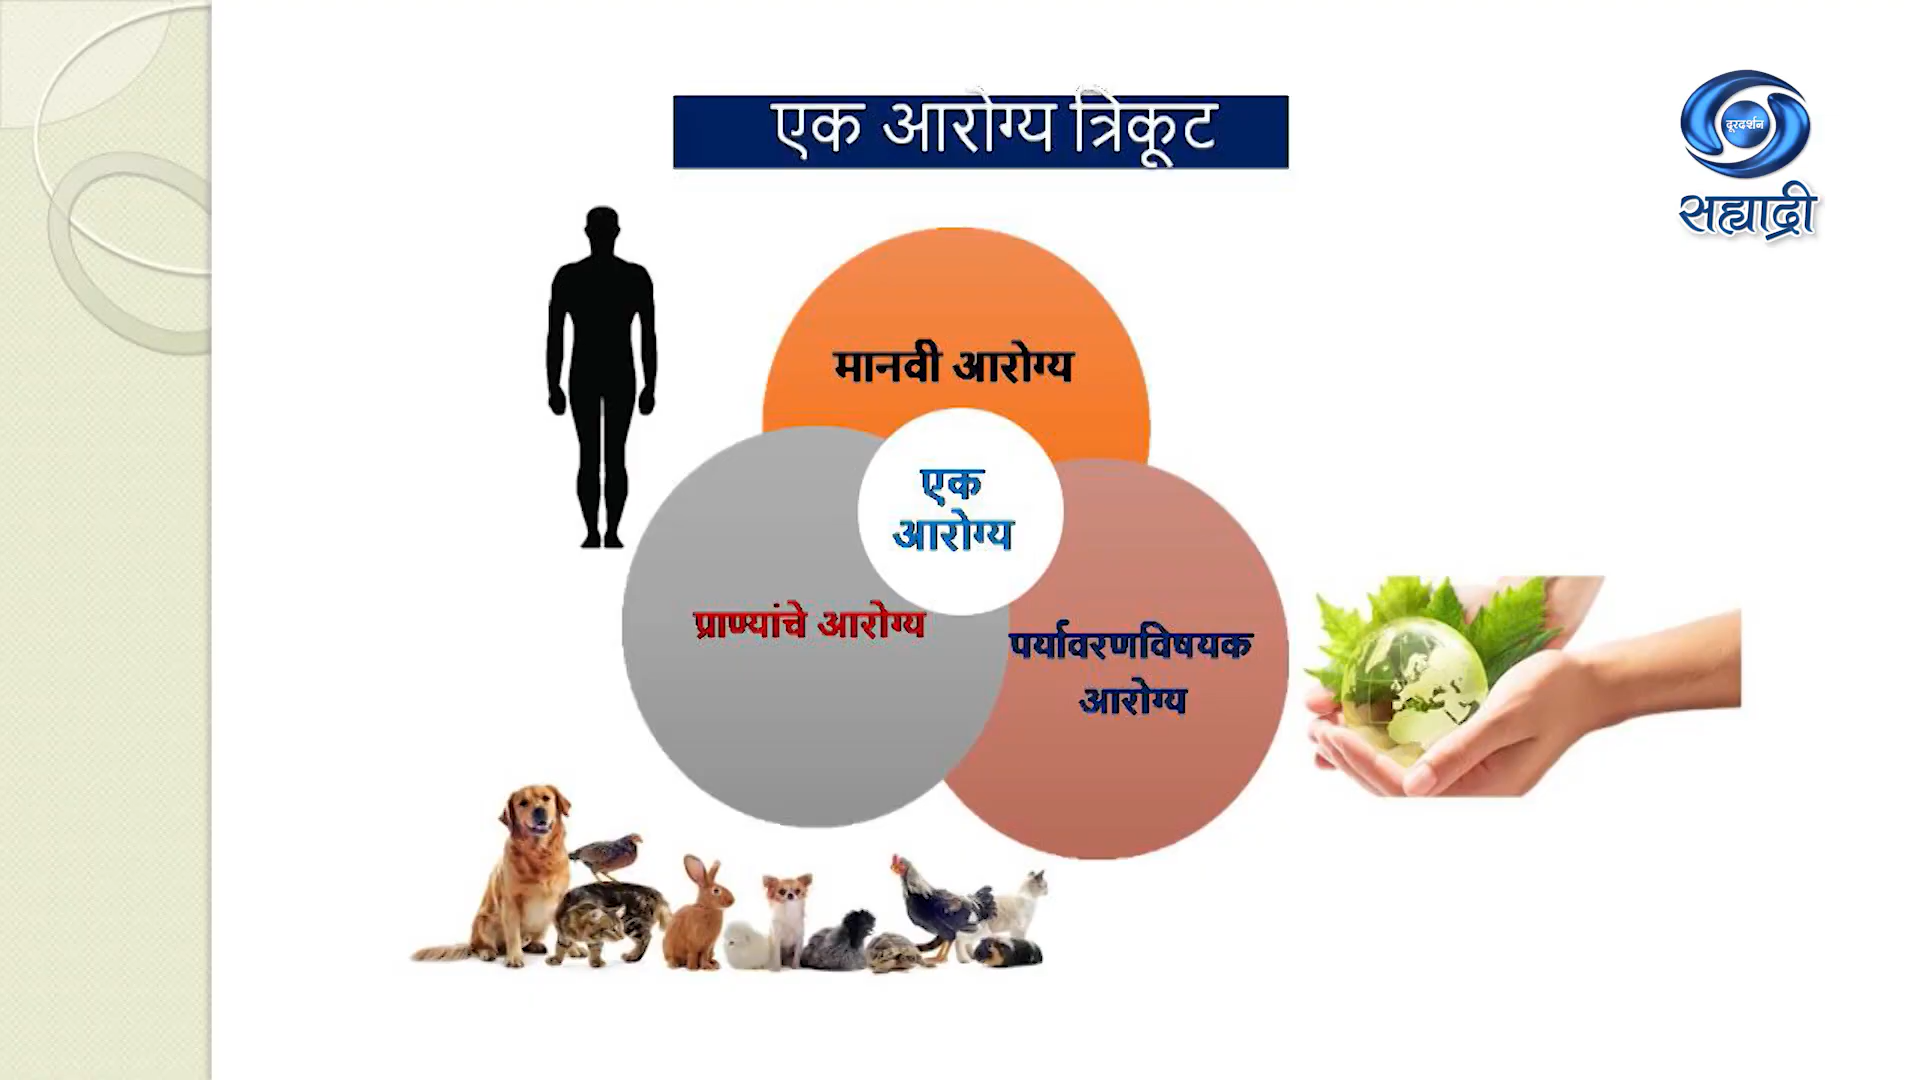 एक आरोग्य त्रिकूट
दूरदर्शन
सह्याद्री
मानवी आरोग्य
एक
आरोग्य
प्राण्यांचे आरोग्य
पर्यावरणविषयक
आरोग्य